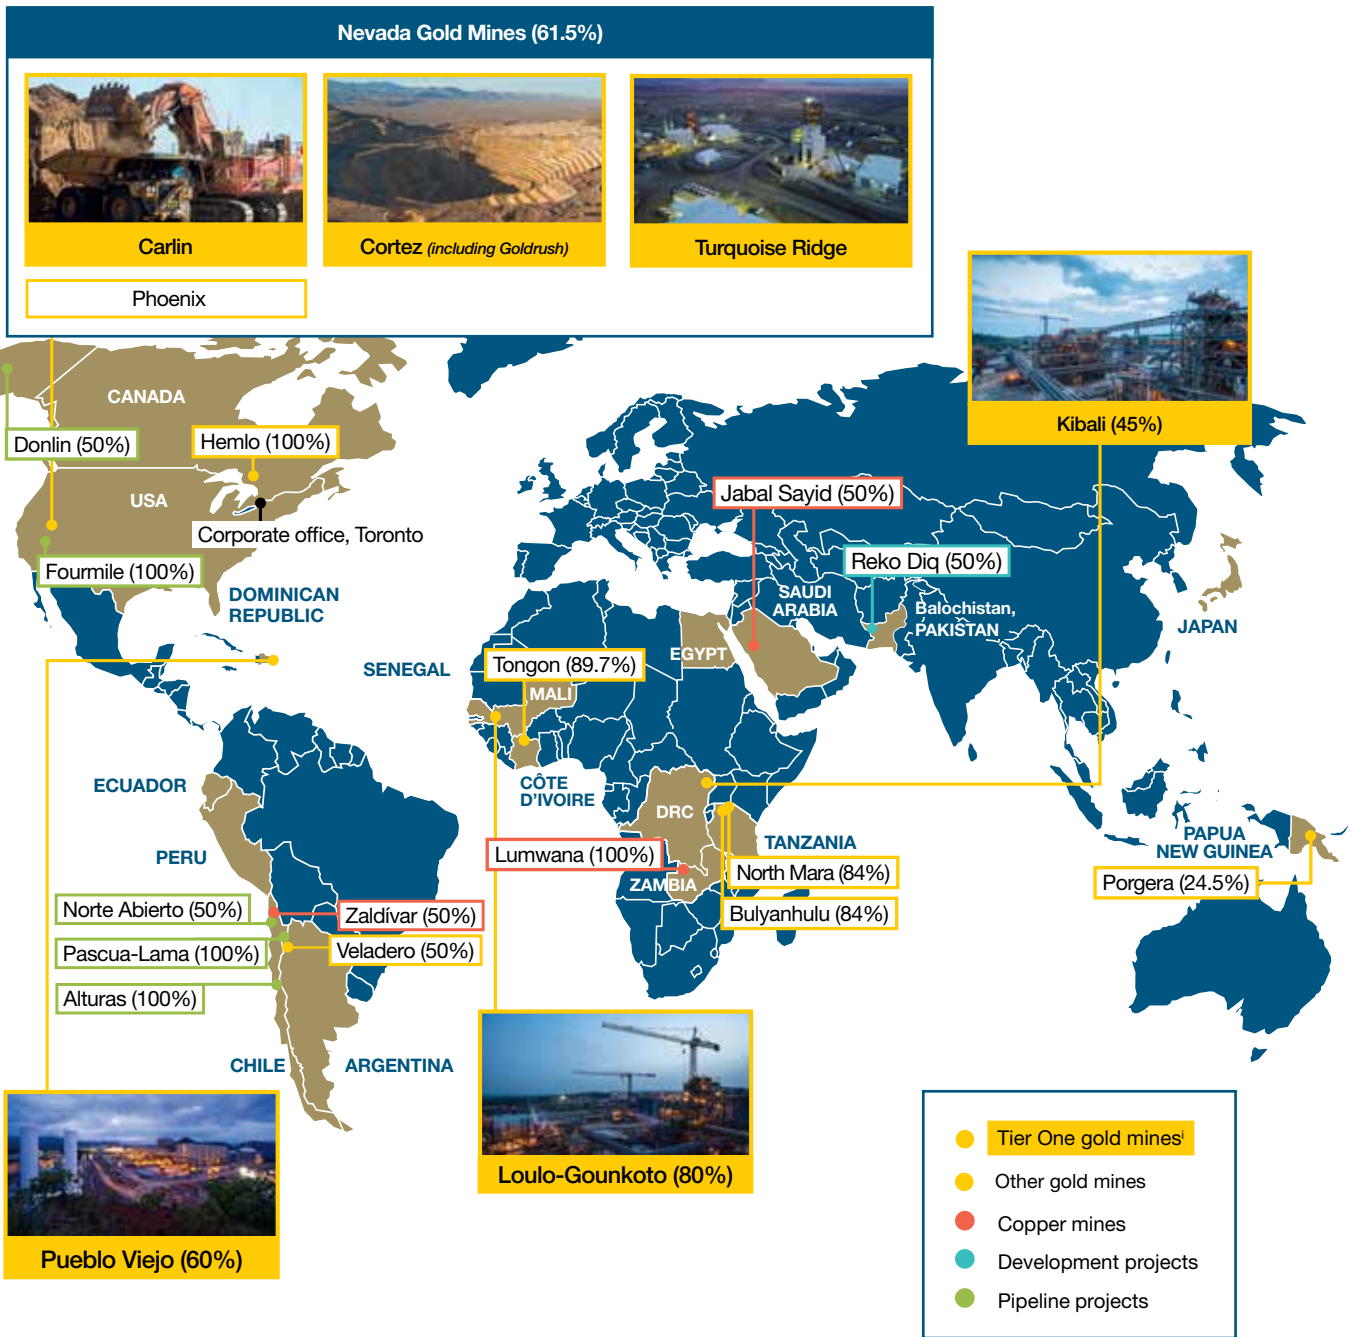 Nevada Gold Mines (61.5%)
Carlin
Cortez (including Goldrush)
Turquoise Ridge
Phoenix
Kibali (45%)
CANADA
Donlin (50%)
Hemlo (100%)
USA
Corporate office, Toronto
Fourmile (100%)
DOMINICAN
REPUBLIC
Jabal Sayid (50%)
Reko Diq (50%)
SAUDI
ARABIA
Balochistan,
PAKISTAN
JAPAN
EGYPT
SENEGAL
Tongon (89.7%)
MALI
ECUADOR
CÔTE
D'IVOIRE
DRC
PERU
Lumwana (100%)
TANZANIA
North Mara (84%)
ZAMBIA
Bulyanhulu (84%)
PAPUA
NEW GUINEA
Porgera (24.5%)
Norte Abierto (50%)
Zaldívar (50%)
Pascua-Lama (100%)
Veladero (50%)
Alturas (100%)
CHILE
ARGENTINA
Pueblo Viejo (60%)
Loulo-Gounkoto (80%)
Tier One gold minesⁱ
Other gold mines
Copper mines
Development projects
Pipeline projects